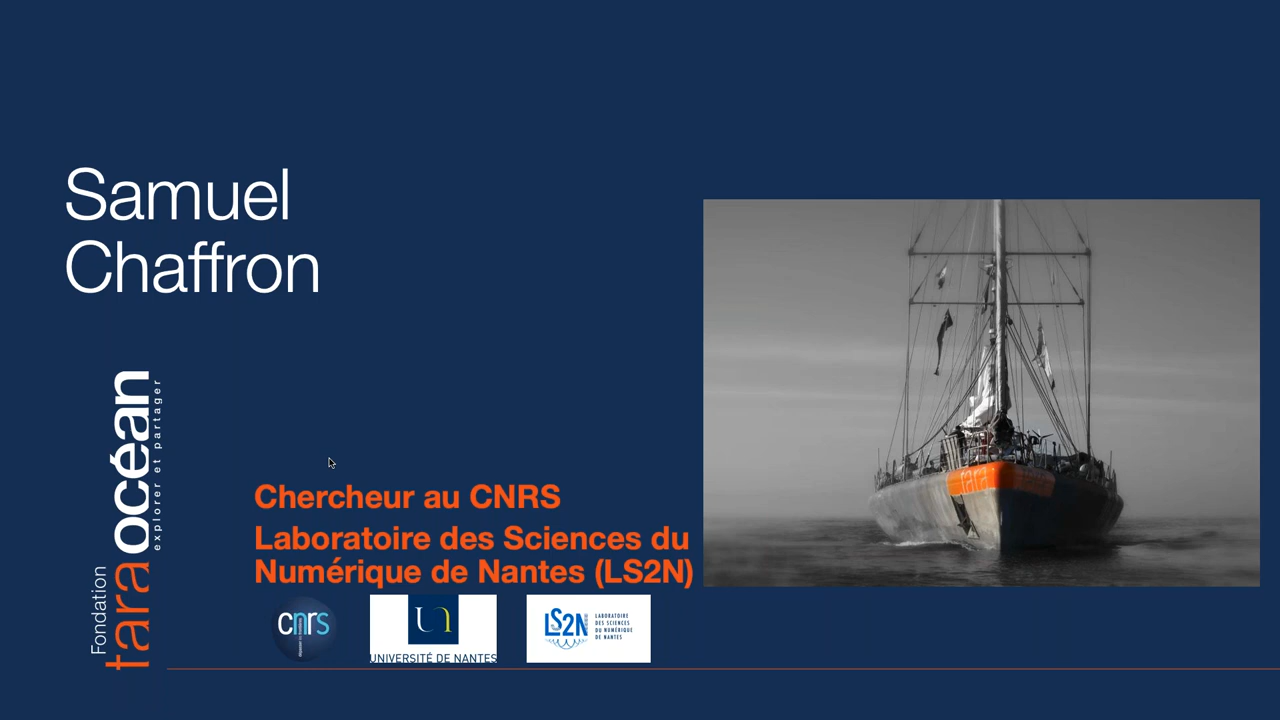 Samuel
Chaffron
Fondation
tara océan
explorer et partager
Chercheur au CNRS
Laboratoire des Sciences du
Numérique de Nantes (LS2N)
cnrs
UNIVERSITÉ DE NANTES
LS2N
LABORATOIRE
DES SCIENCES
DU NUMÉRIQUE
DE NANTES
tara